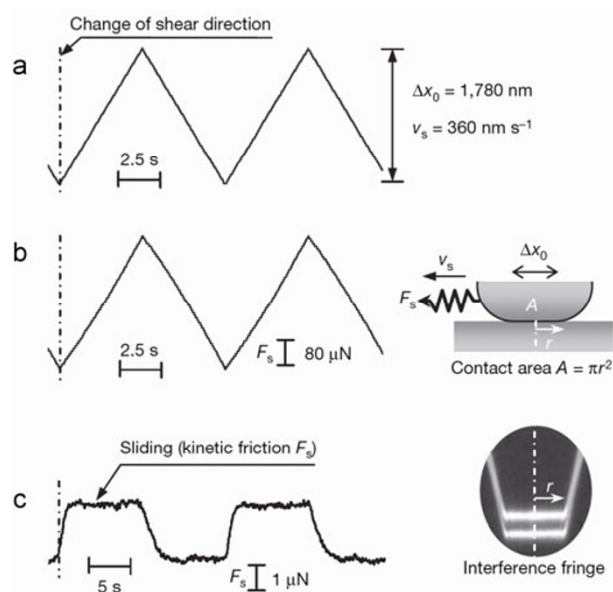 Change of shear direction
a
Δx₀ = 1,780 nm
vₛ = 360 nm s⁻¹
2.5 s
b
vₛ
Δx₀
Fₛ
A
r
2.5 s
Fₛ 80 μN
Contact area A = πr²
Sliding (kinetic friction Fₛ)
c
r
5 s
Fₛ 1 μN
Interference fringe